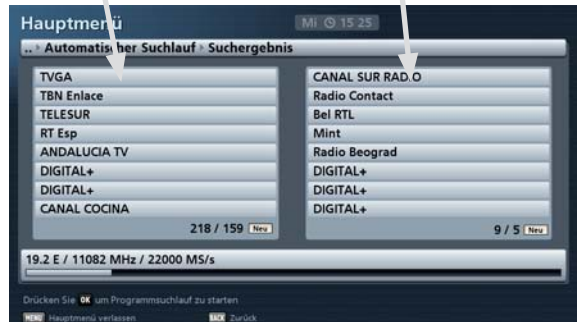 Hauptmenü
Mi 15 25
.. Automatischer Suchlauf Suchergebnis
TVGA
TBN Enlace
TELESUR
RT Esp
ANDALUCIA TV
DIGITAL+
DIGITAL+
CANAL COCINA
218 / 159 Neu
CANAL SUR RADIO
Radio Contact
Bel RTL
Mint
Radio Beograd
DIGITAL+
DIGITAL+
DIGITAL+
9 / 5 Neu
19.2 E / 11082 MHz / 22000 MS/s
Drücken Sie OK um Programmsuchlauf zu starten
MENU Hauptmenü verlassen BACK Zurück